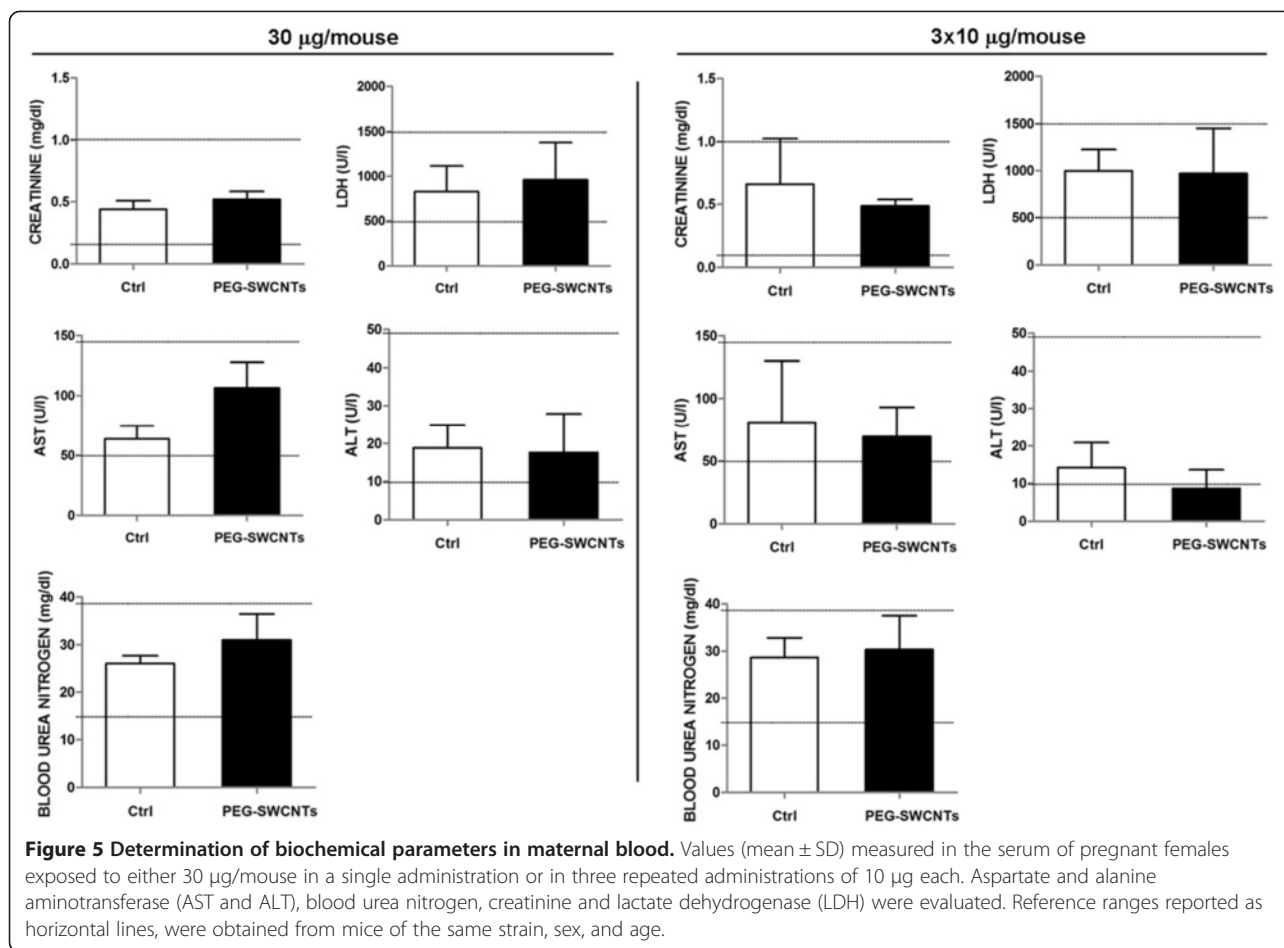 30 µg/mouse
3x10 µg/mouse
CREATININE (mg/dl)
1.5
1.0
0.5
0.0
Ctrl
PEG-SWCNTs
LDH (U/l)
2000
1500
1000
500
0
Ctrl
PEG-SWCNTs
CREATININE (mg/dl)
1.5
1.0
0.5
0.0
Ctrl
PEG-SWCNTs
LDH (U/l)
2000
1500
1000
500
0
Ctrl
PEG-SWCNTs
AST (U/l)
150
100
50
0
Ctrl
PEG-SWCNTs
ALT (U/l)
50
40
30
20
10
0
Ctrl
PEG-SWCNTs
AST (U/l)
150
100
50
0
Ctrl
PEG-SWCNTs
ALT (U/l)
50
40
30
20
10
0
Ctrl
PEG-SWCNTs
BLOOD UREA NITROGEN (mg/dl)
40
30
20
10
0
Ctrl
PEG-SWCNTs
BLOOD UREA NITROGEN (mg/dl)
40
30
20
10
0
Ctrl
PEG-SWCNTs
Figure 5 Determination of biochemical parameters in maternal blood. Values (mean ± SD) measured in the serum of pregnant females
exposed to either 30 µg/mouse in a single administration or in three repeated administrations of 10 µg each. Aspartate and alanine
aminotransferase (AST and ALT), blood urea nitrogen, creatinine and lactate dehydrogenase (LDH) were evaluated. Reference ranges reported as
horizontal lines, were obtained from mice of the same strain, sex, and age.